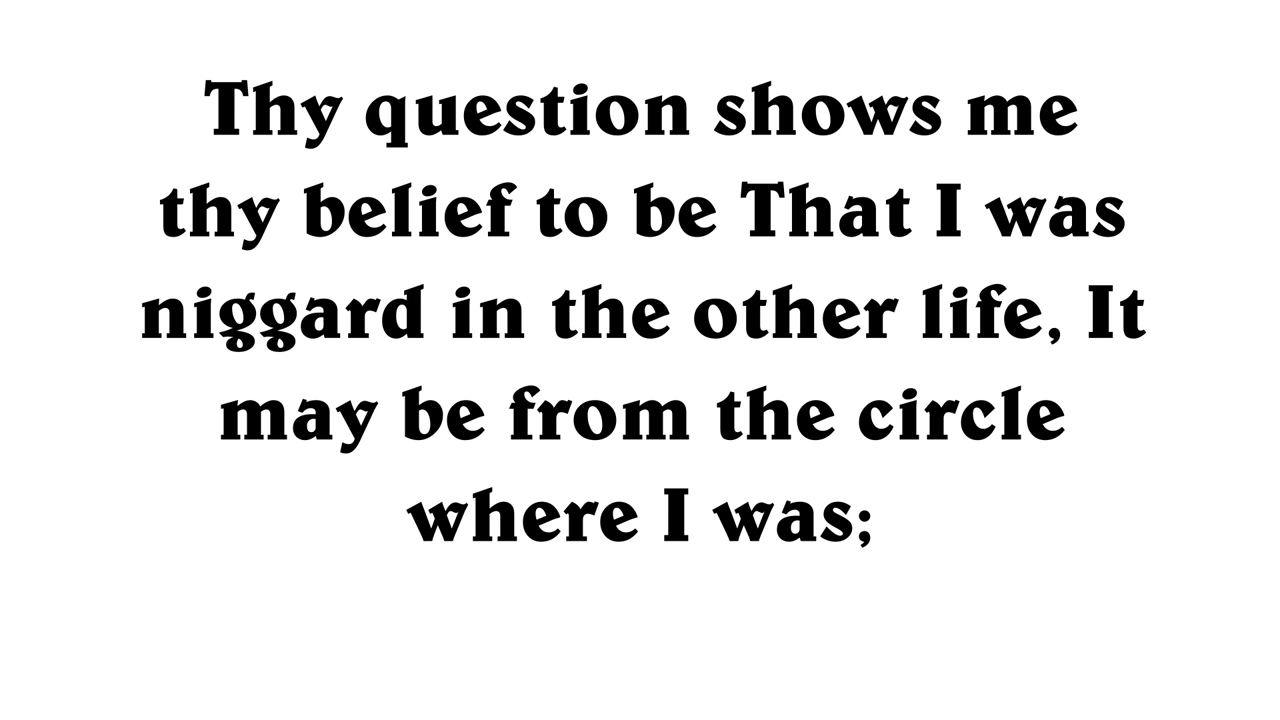 Thy question shows me
thy belief to be That I was
niggard in the other life, It
may be from the circle
where I was;